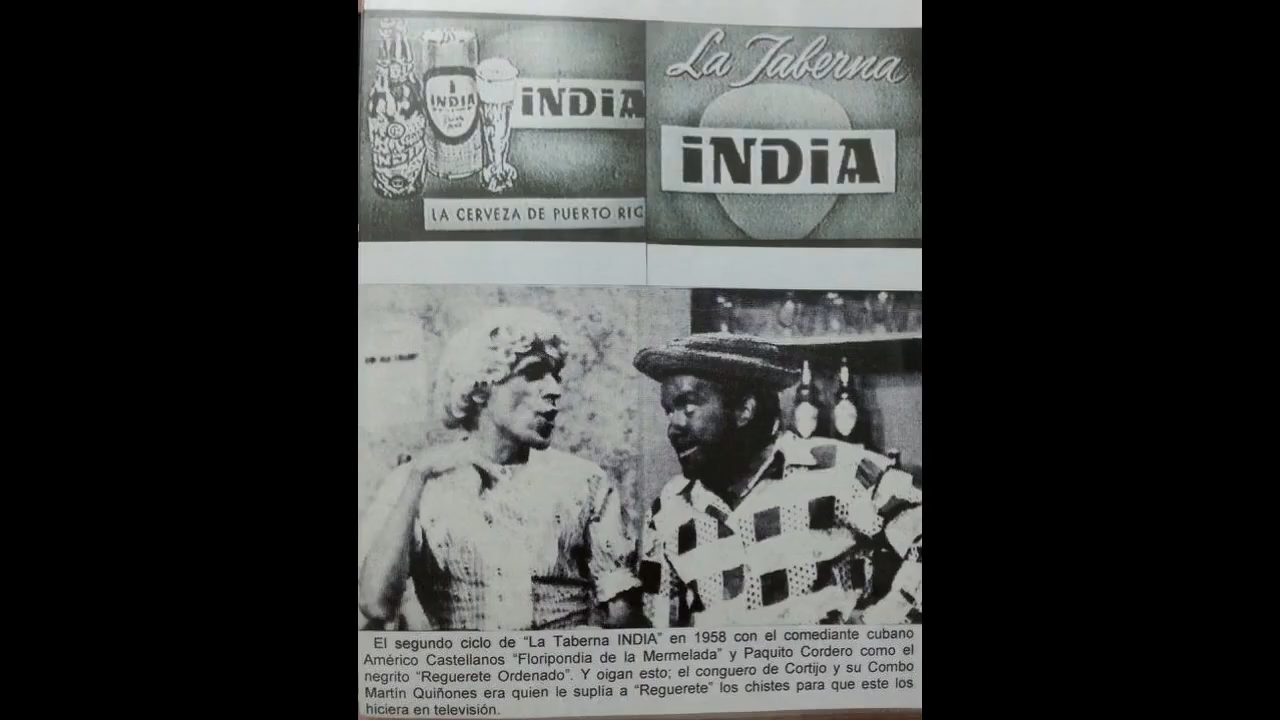 INDIA
INDIA
LA CERVEZA DE PUERTO RIC
La Taberna
INDIA
El segundo ciclo de “La Taberna INDIA” en 1958 con el comediante cubano
Américo Castellanos “Floripondia de la Mermelada” y Paquito Cordero como el
negrito “Reguerete Ordenado”. Y oigan esto; el conguero de Cortijo y su Combo
Martín Quiñones era quien le suplía a “Reguerete” los chistes para que este los
hiciera en televisión.